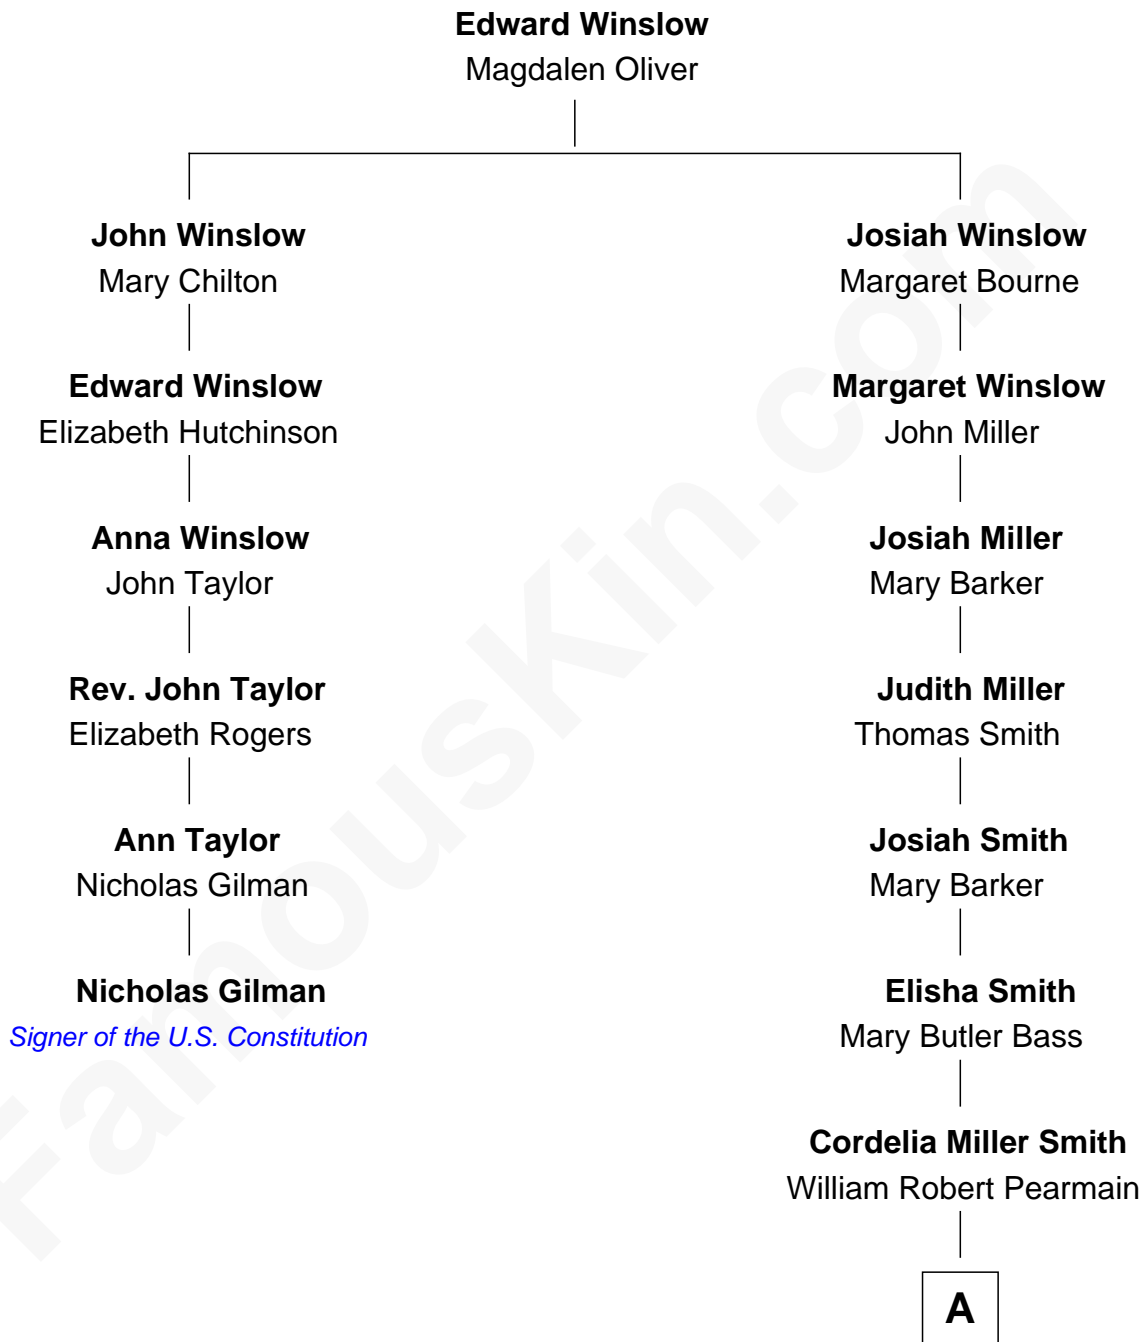 Edward Winslow
Magdalen Oliver
John Winslow
Mary Chilton
Josiah Winslow
Margaret Bourne
Edward Winslow
Elizabeth Hutchinson
Margaret Winslow
John Miller
Anna Winslow
John Taylor
Josiah Miller
Mary Barker
Rev. John Taylor
Elizabeth Rogers
Judith Miller
Thomas Smith
Ann Taylor
Nicholas Gilman
Josiah Smith
Mary Barker
Nicholas Gilman
Signer of the U.S. Constitution
Elisha Smith
Mary Butler Bass
Cordelia Miller Smith
William Robert Pearmain
A
FamousKin.com